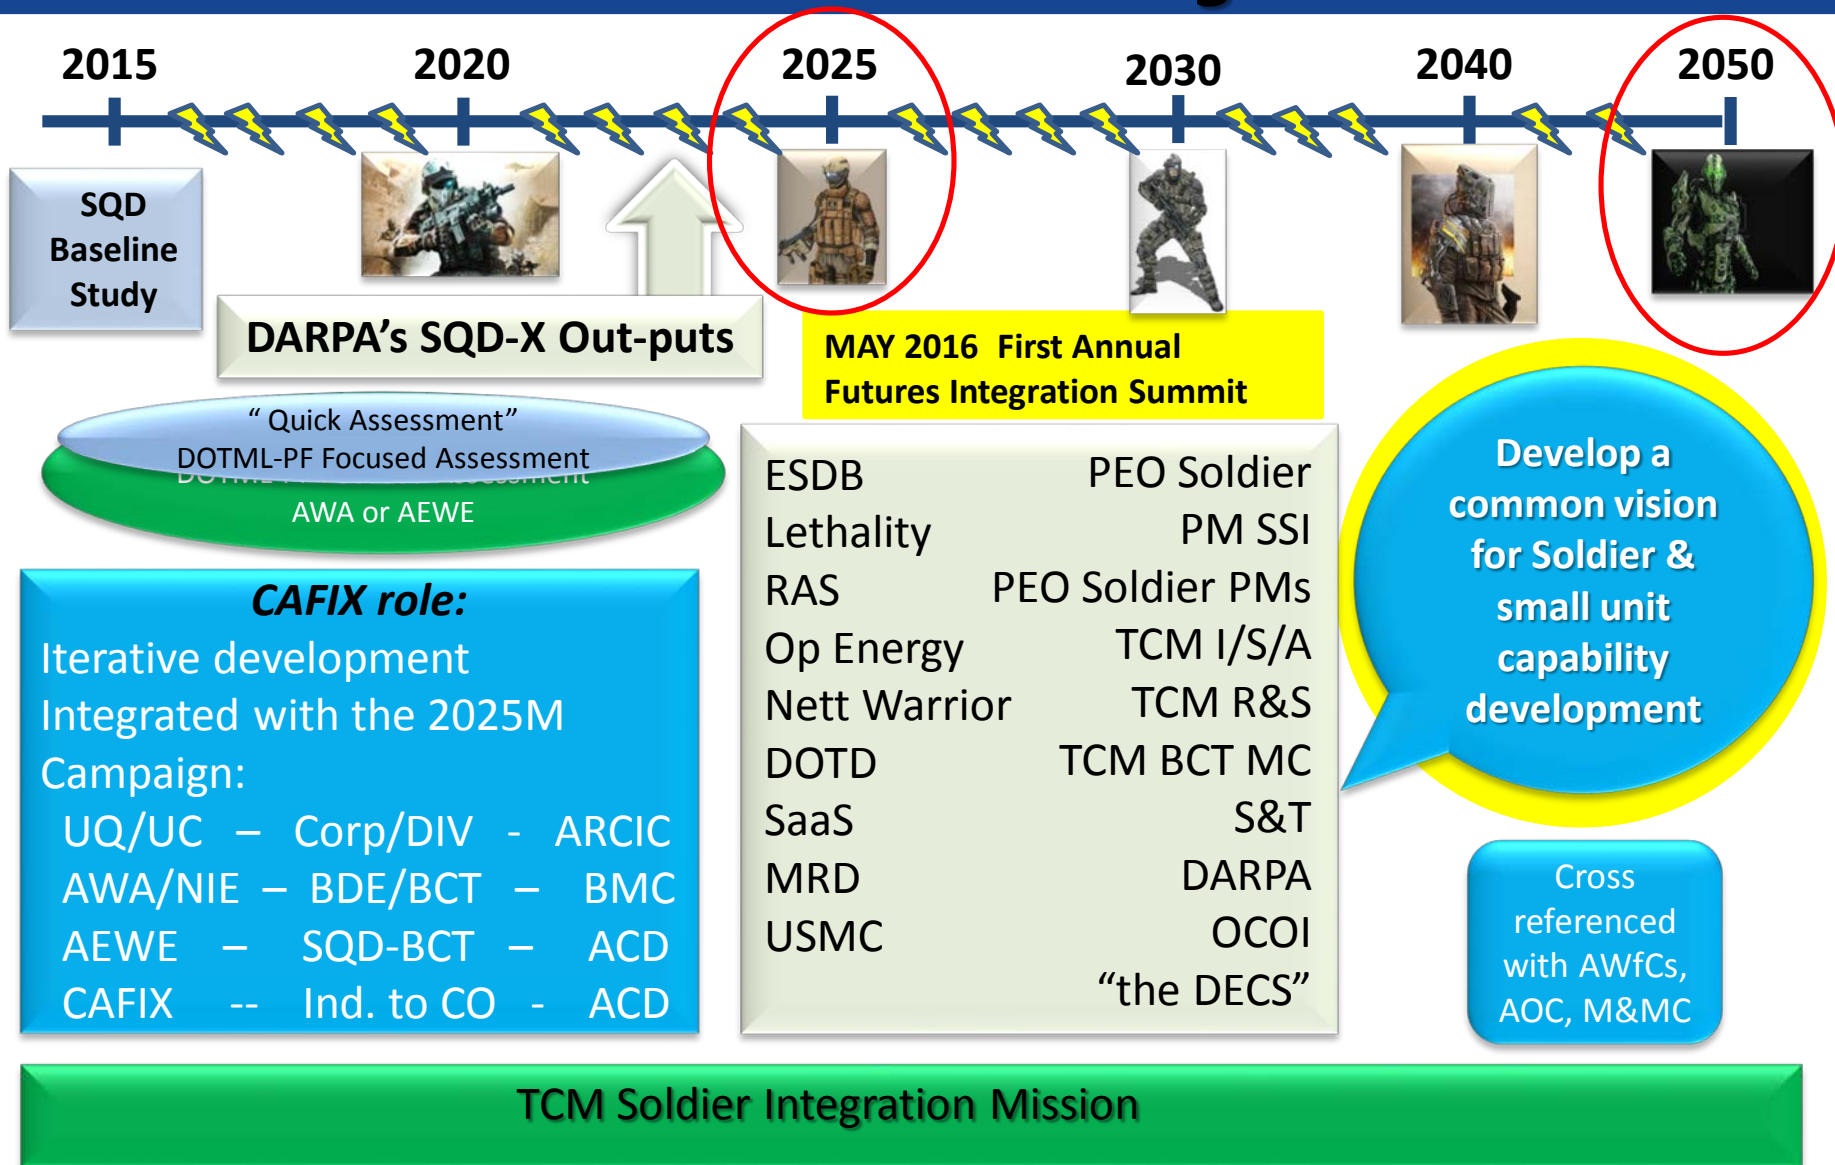 2015
2020
2025
2030
2040
2050
SQD
Baseline
Study
DARPA’s SQD-X Out-puts
MAY 2016 First Annual
Futures Integration Summit
“ Quick Assessment”
DOTML-PF Focused Assessment
AWA or AEWE
CAFIX role:
Iterative development
Integrated with the 2025M
Campaign:
UQ/UC – Corp/DIV - ARCIC
AWA/NIE – BDE/BCT – BMC
AEWE – SQD-BCT – ACD
CAFIX -- Ind. to CO - ACD
ESDB PEO Soldier
Lethality PM SSI
RAS PEO Soldier PMs
Op Energy TCM I/S/A
Nett Warrior TCM R&S
DOTD TCM BCT MC
SaaS S&T
MRD DARPA
USMC OCOI
“the DECS”
Develop a
common vision
for Soldier &
small unit
capability
development
Cross
referenced
with AWfCs,
AOC, M&MC
TCM Soldier Integration Mission